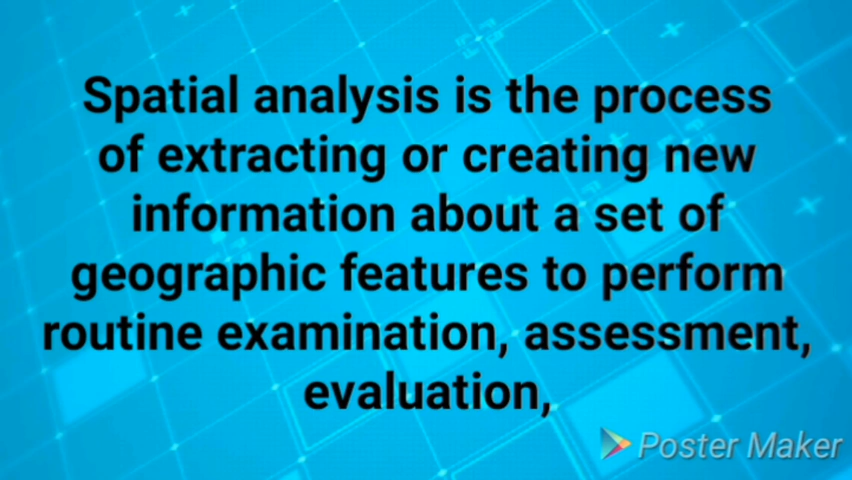 Spatial analysis is the process
of extracting or creating new
information about a set of
geographic features to perform
routine examination, assessment,
evaluation,
Poster Maker